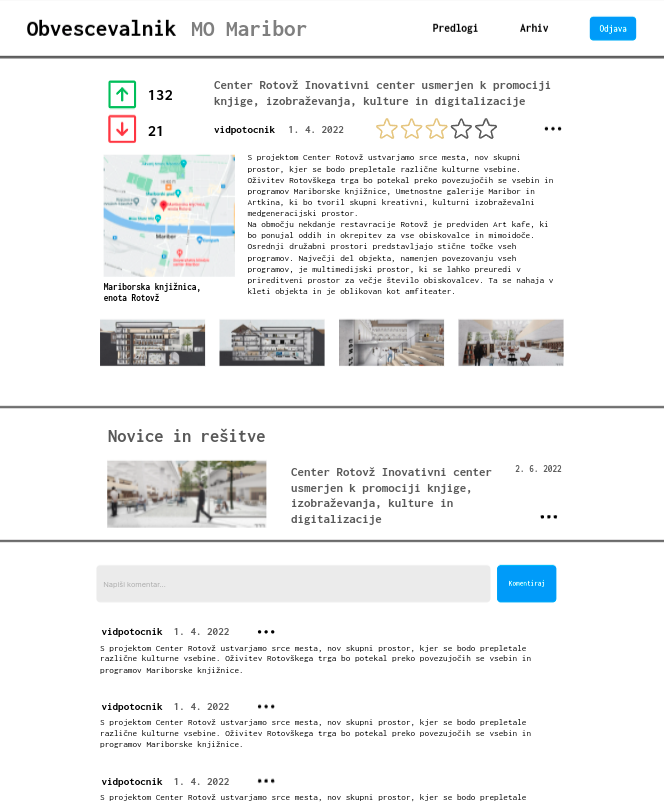 Obvescevalnik MO Maribor
Predlogi
Arhiv
Odjava
132
21
Center Rotovž Inovativni center usmerjen k promociji
knjige, izobraževanja, kulture in digitalizacije
vidpotocnik 1. 4. 2022
Maribor
Mariborska knjižnica,
enota Rotovž
S projektom Center Rotovž ustvarjamo srce mesta, nov skupni
prostor, kjer se bodo prepletale različne kulturne vsebine.
Oživitev Rotovškega trga bo potekal preko povezujočih se vsebin in
programov Mariborske knjižnice, Umetnostne galerije Maribor in
Artkina, ki bo tvoril skupni kreativni, kulturni izobraževalni
medgeneracijski prostor.
Na območju nekdanje restavracije Rotovž je predviden Art kafe, ki
bo ponujal oddih in okrepitev za vse obiskovalce in mimoidoče.
Osrednji družabni prostori predstavljajo stične točke vseh
programov. Največji del objekta, namenjen povezovanju vseh
programov, je multimedijski prostor, ki se lahko preuredi v
prireditveni prostor za večje število obiskovalcev. Ta se nahaja v
kleti objekta in je oblikovan kot amfiteater.
Novice in rešitve
Center Rotovž Inovativni center
usmerjen k promociji knjige,
izobraževanja, kulture in
digitalizacije
2. 6. 2022
Napiši komentar...
Komentiraj
vidpotocnik 1. 4. 2022
S projektom Center Rotovž ustvarjamo srce mesta, nov skupni prostor, kjer se bodo prepletale
različne kulturne vsebine. Oživitev Rotovškega trga bo potekal preko povezujočih se vsebin in
programov Mariborske knjižnice.
vidpotocnik 1. 4. 2022
S projektom Center Rotovž ustvarjamo srce mesta, nov skupni prostor, kjer se bodo prepletale
različne kulturne vsebine. Oživitev Rotovškega trga bo potekal preko povezujočih se vsebin in
programov Mariborske knjižnice.
vidpotocnik 1. 4. 2022
S projektom Center Rotovž ustvarjamo srce mesta, nov skupni prostor, kjer se bodo prepletale